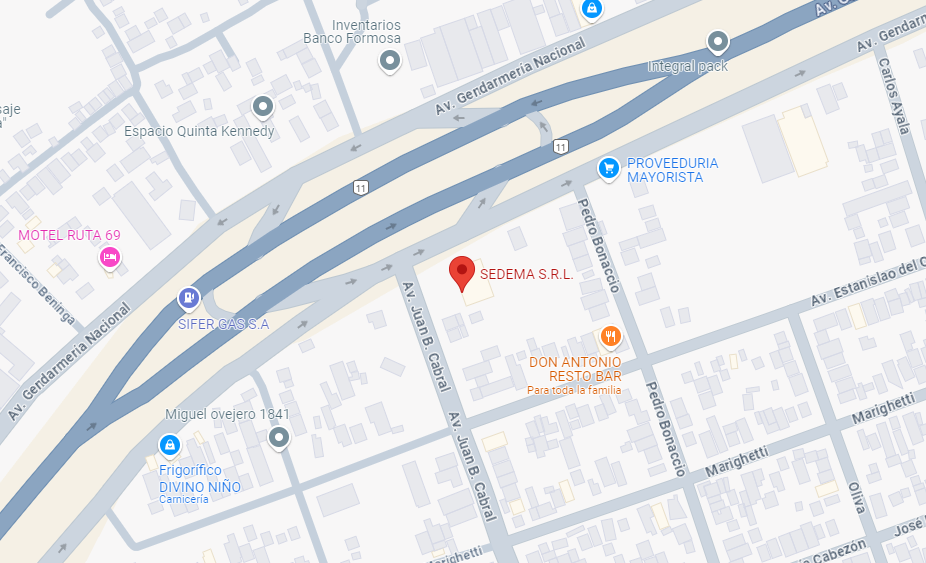 Inventarios
Banco Formosa
Av. Gendarmería Nacional
Integral pack
Av.
Av. Gendarm
Carlos Ayala
saje
a"
Espacio Quinta Kennedy
11
11
PROVEEDURIA
MAYORISTA
MOTEL RUTA 69
Francisco Beninga
Pedro Bonaccio
SEDEMA S.R.L.
Av. Estanislao del C
SIFER GAS S.A
Av. Gendarmería Nacional
Av. Juan B. Cabral
DON ANTONIO
RESTO BAR
Para toda la familia
Miguel ovejero 1841
Av. Juan B. Cabral
Pedro Bonaccio
Marighetti
Frigorífico
DIVINO NIÑO
Carnicería
Marighetti
Oliva
José
Marighetti
Cabezón